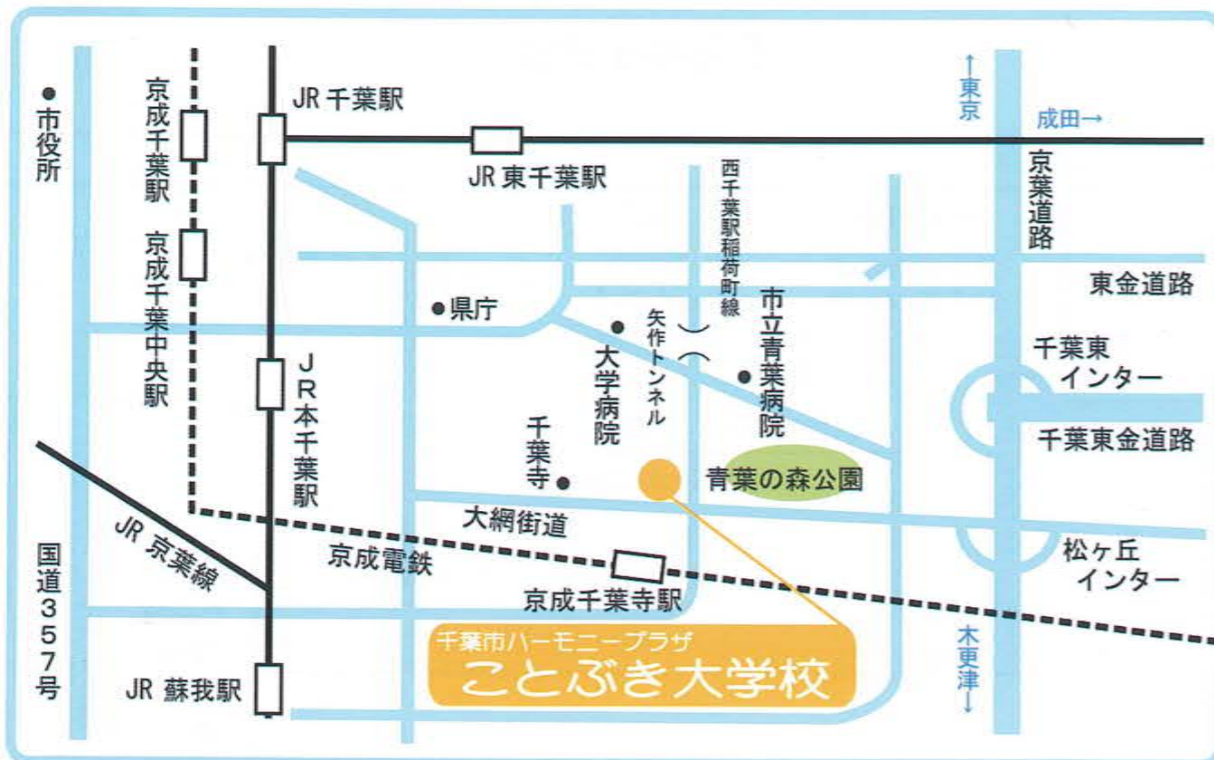 市役所
京成千葉駅
JR 千葉駅
JR 東千葉駅
↑東京
成田→
京葉道路
西千葉駅稲荷町線
東金道路
京成千葉中央駅
県庁
矢作トンネル
大学病院
市立青葉病院
千葉東
インター
千葉東金道路
JR本千葉駅
千葉寺
青葉の森公園
大網街道
JR 京葉線
京成電鉄
京成千葉寺駅
松ヶ丘
インター
国道357号
千葉市ハーモニープラザ
ことぶき大学校
木更津↓
JR 蘇我駅